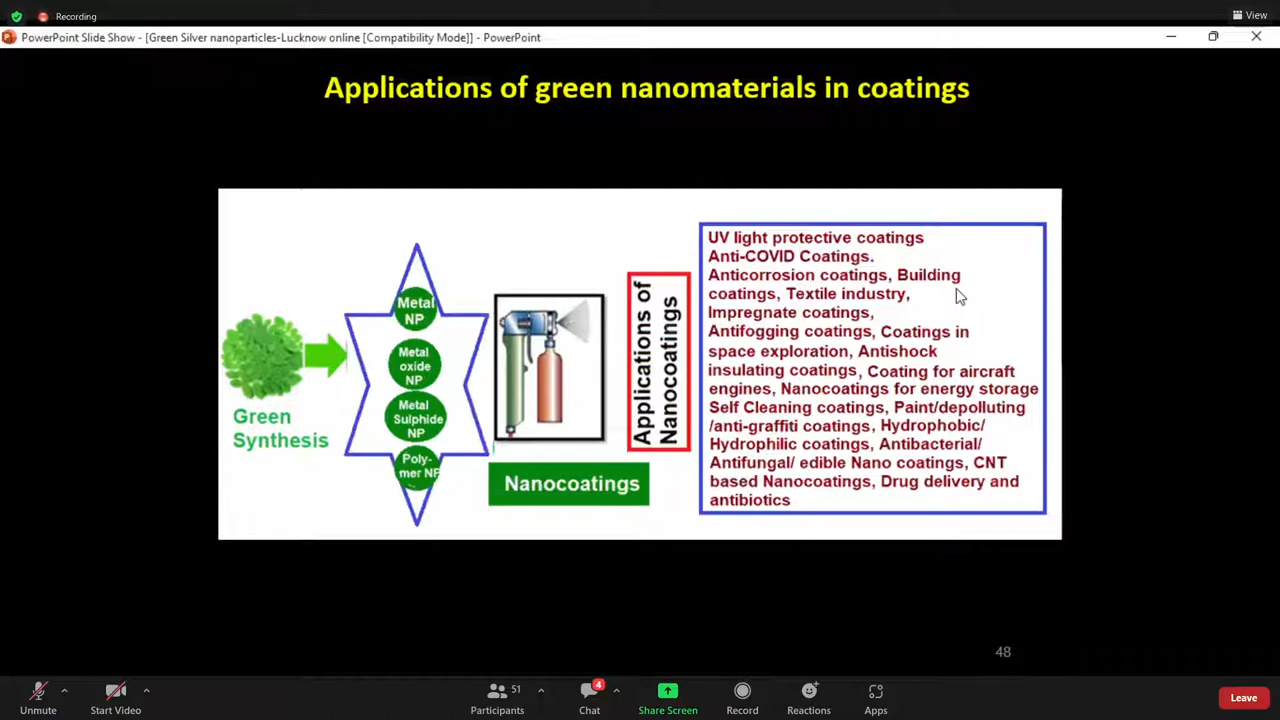 Recording
View
PowerPoint Slide Show - [Green Silver nanoparticles-Lucknow online [Compatibility Mode]] - PowerPoint
Applications of green nanomaterials in coatings
Green
Synthesis
Metal
NP
Metal
oxide
NP
Metal
Sulphide
NP
Poly-
mer NP
Nanocoatings
Applications of
Nanocoatings
UV light protective coatings
Anti-COVID Coatings.
Anticorrosion coatings, Building
coatings, Textile industry,
Impregnate coatings,
Antifogging coatings, Coatings in
space exploration, Antishock
insulating coatings, Coating for aircraft
engines, Nanocoatings for energy storage
Self Cleaning coatings, Paint/depolluting
/anti-graffiti coatings, Hydrophobic/
Hydrophilic coatings, Antibacterial/
Antifungal/ edible Nano coatings, CNT
based Nanocoatings, Drug delivery and
antibiotics
48
Unmute
Start Video
51
Participants
4
Chat
Share Screen
Record
Reactions
Apps
Leave